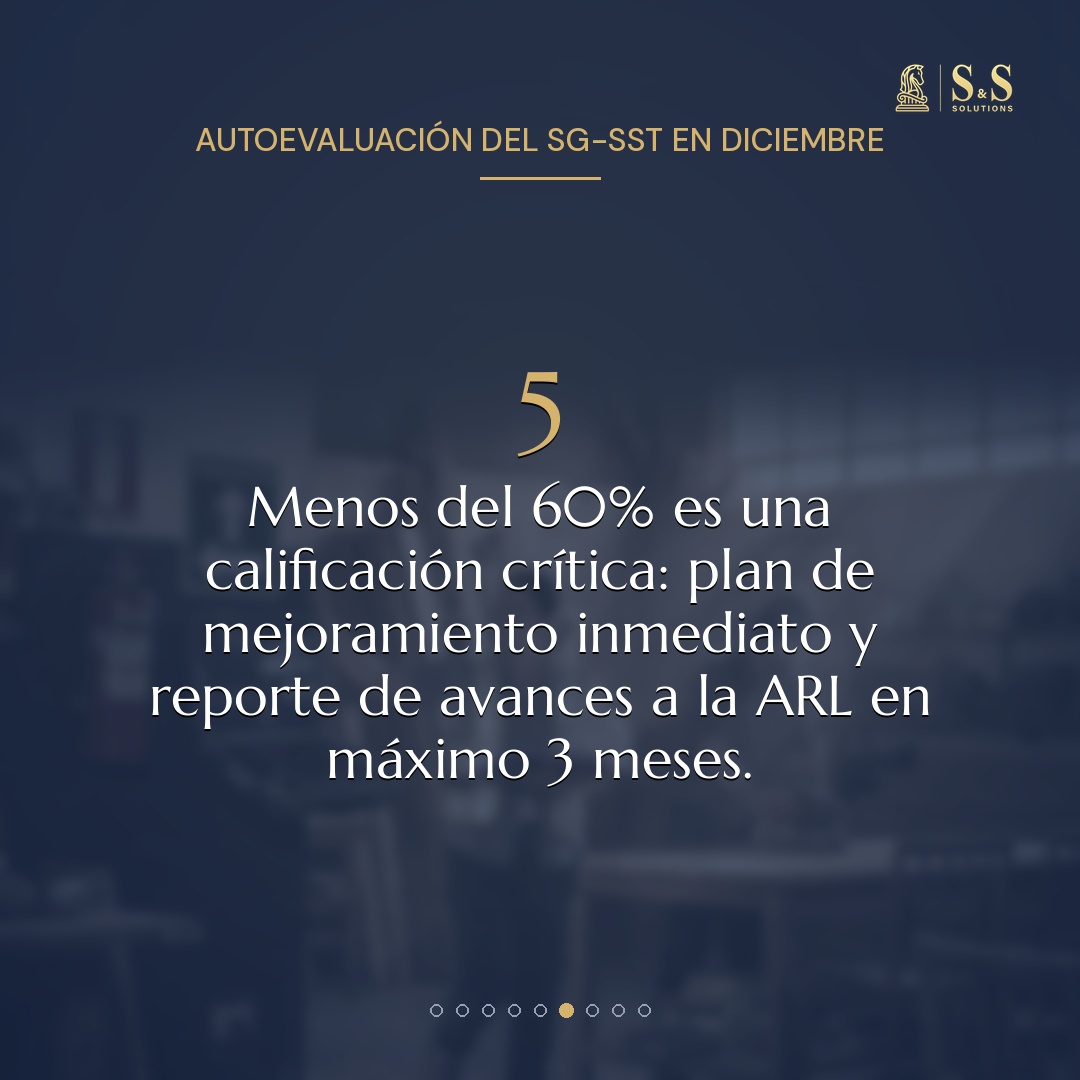 S&S
SOLUTIONS
AUTOEVALUACIÓN DEL SG-SST EN DICIEMBRE
5
Menos del 60% es una
calificación crítica: plan de
mejoramiento inmediato y
reporte de avances a la ARL en
máximo 3 meses.